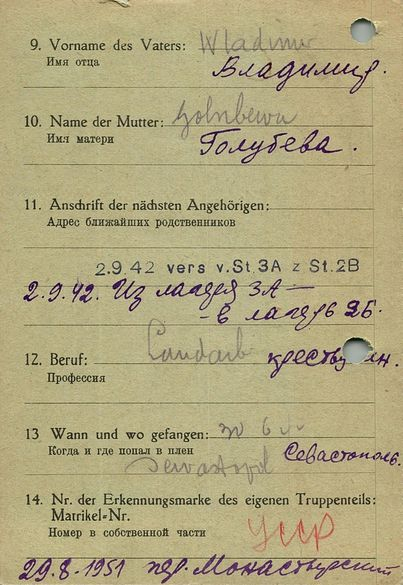 9. Vorname des Vaters: Wladimir
Имя отца
Владимир.
10. Name der Mutter: Golubewa
Имя матери
Голубева.
11. Anschrift der nächsten Angehörigen:
Адрес ближайших родственников
2.9.42 vers v.St.3A z St.2B
2.9.42. Из лагеря 3А —
— в лагерь 2Б.
12. Beruf: Landarb крестьянин.
Профессия
13 Wann und wo gefangen:
Когда и где попал в плен
Sewastopol Севастополь.
14. Nr. der Erkennungsmarke des eigenen Truppenteils:
Matrikel-Nr.
Номер в собственной части
29.8.1951 пер. Монастырский